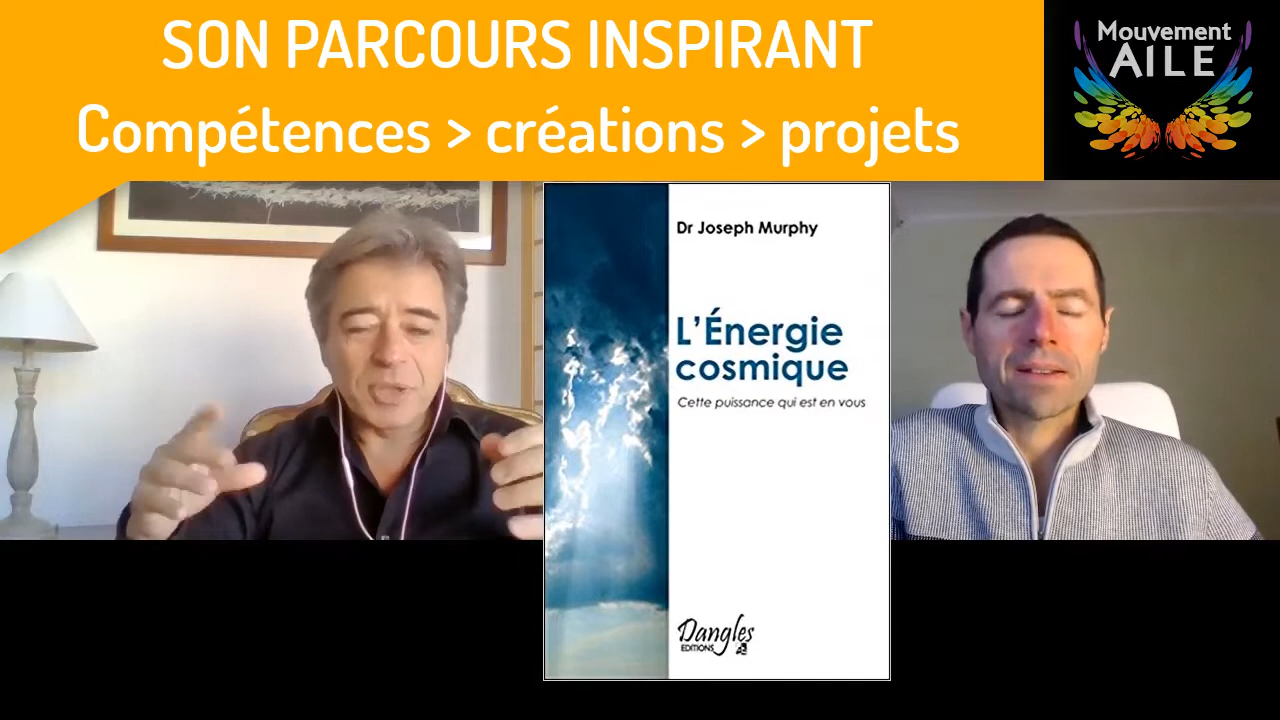 SON PARCOURS INSPIRANT
Compétences > créations > projets
Mouvement
AILE
Dr Joseph Murphy
L'Énergie
cosmique
Cette puissance qui est en vous
Dangles
EDITIONS